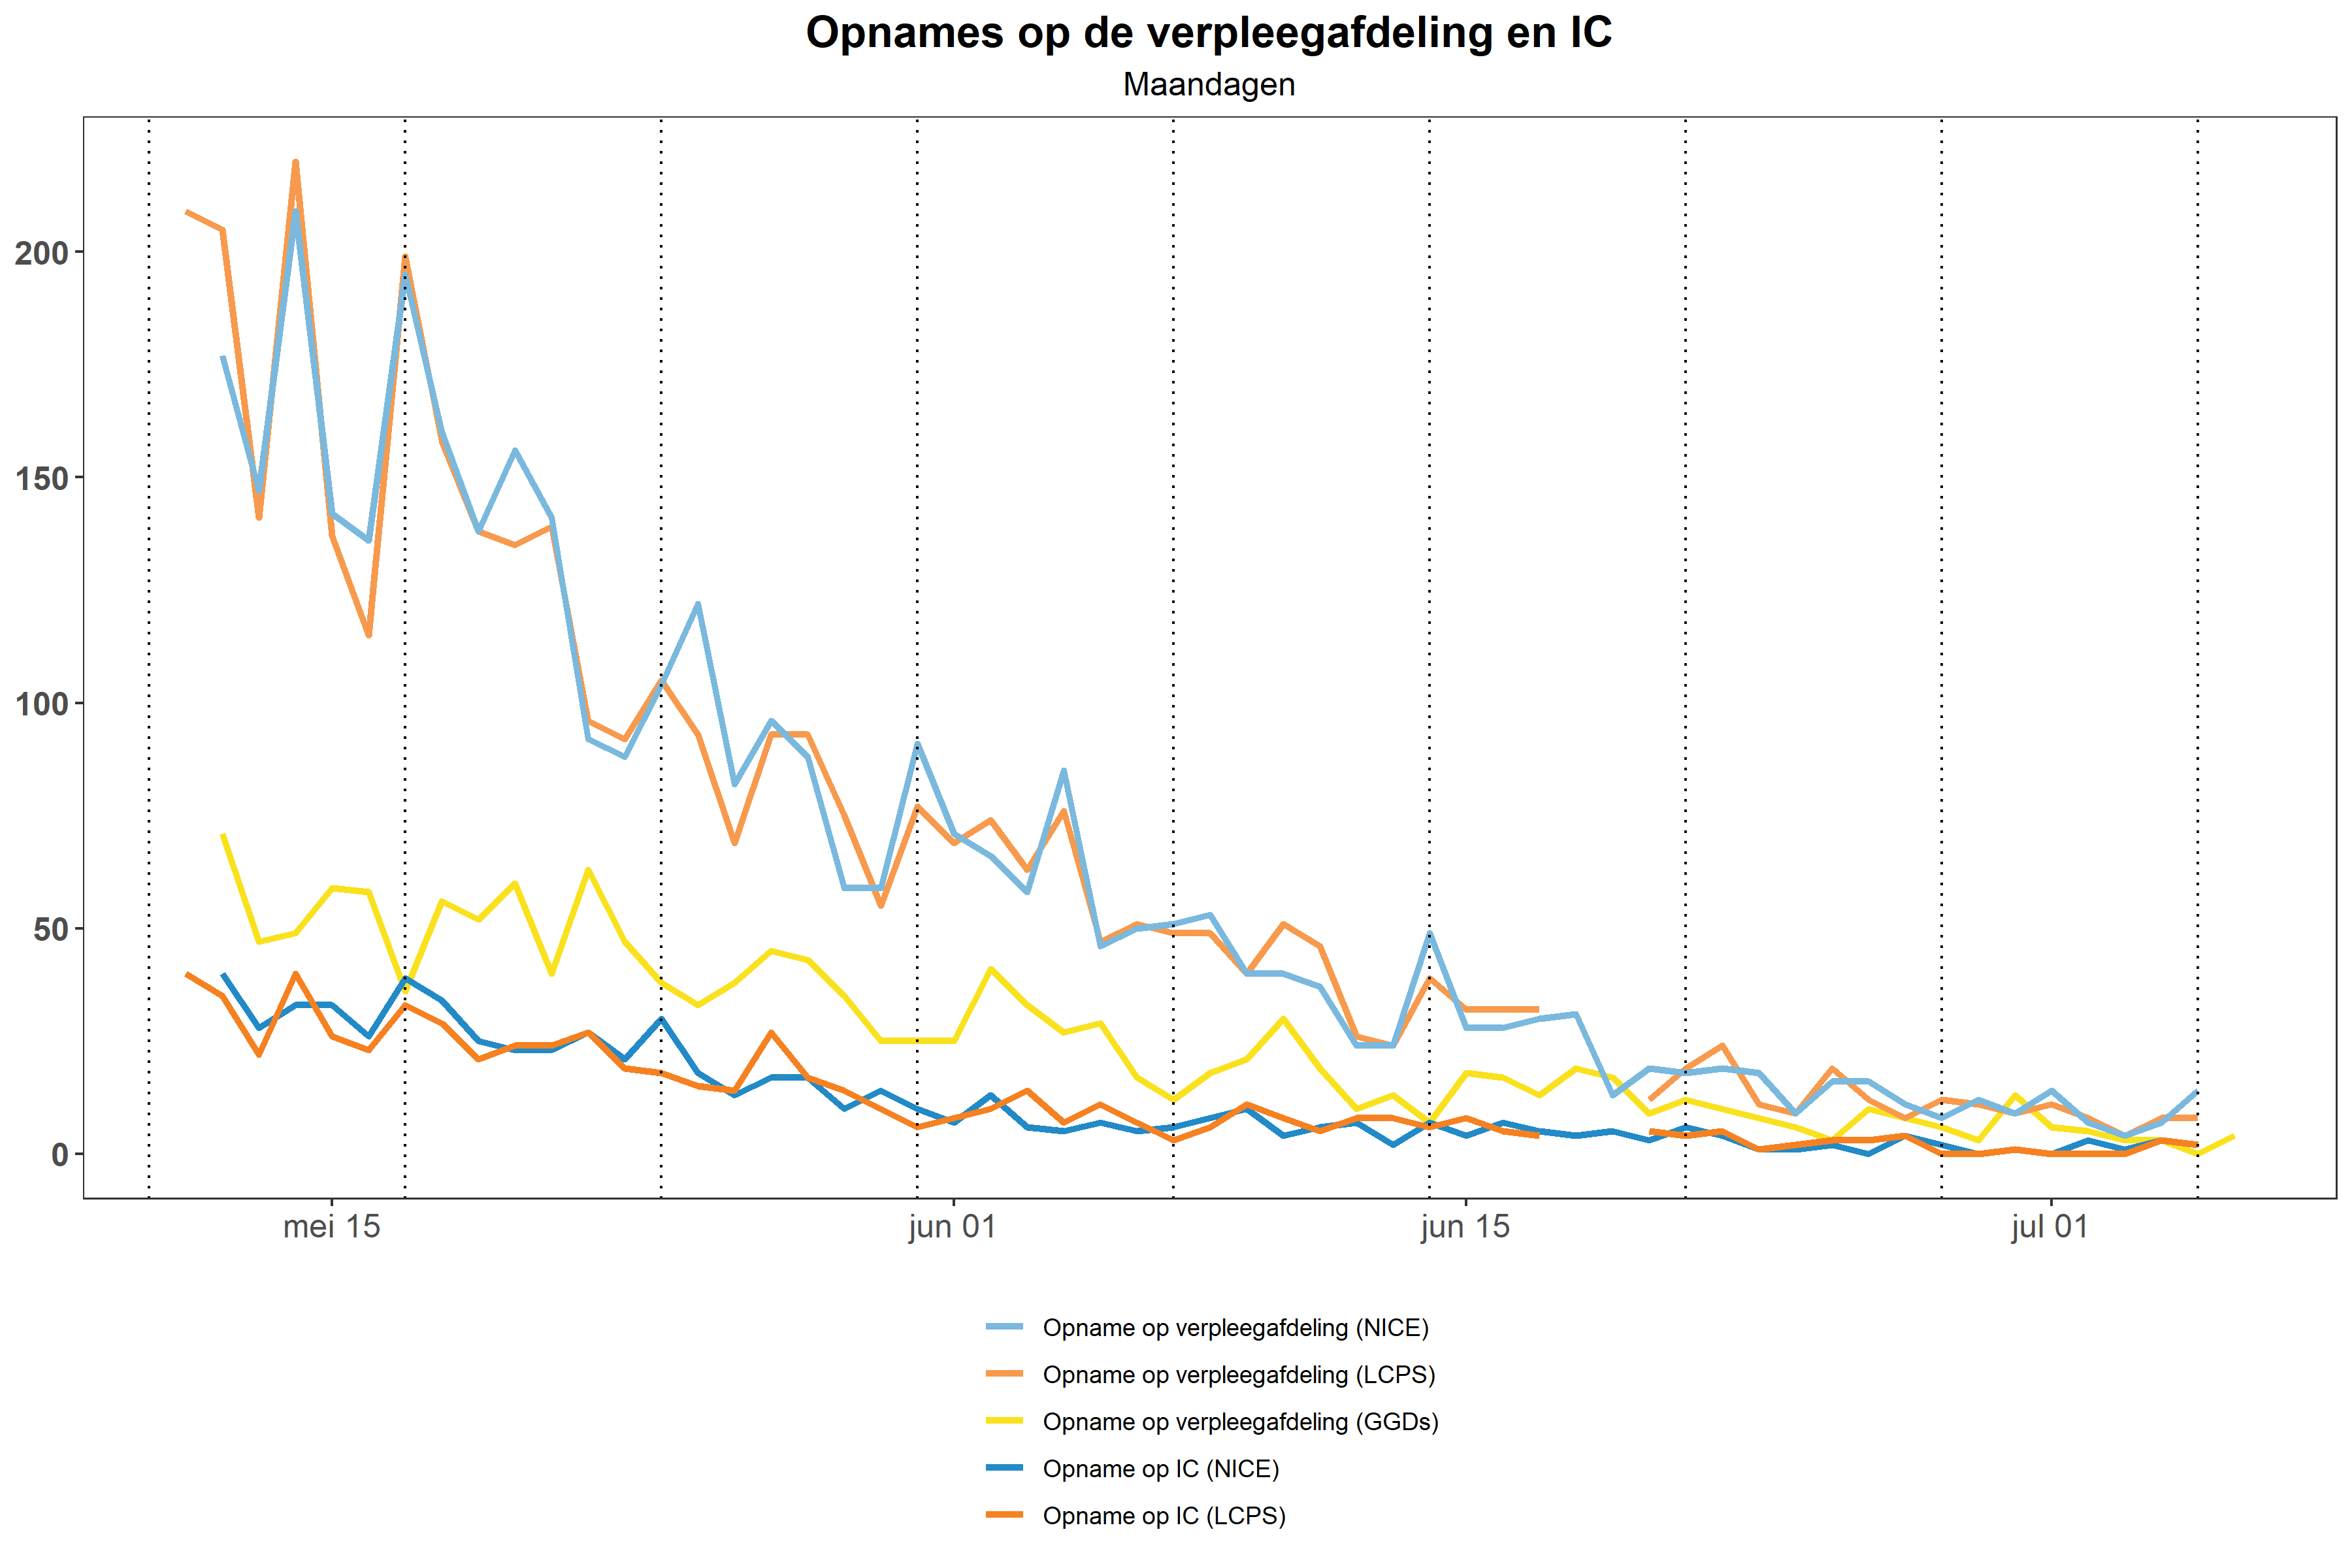 Opnames op de verpleegafdeling en IC
Maandagen
200
150
100
50
0
mei 15 jun 01 jun 15 jul 01
Opname op verpleegafdeling (NICE)
Opname op verpleegafdeling (LCPS)
Opname op verpleegafdeling (GGDs)
Opname op IC (NICE)
Opname op IC (LCPS)